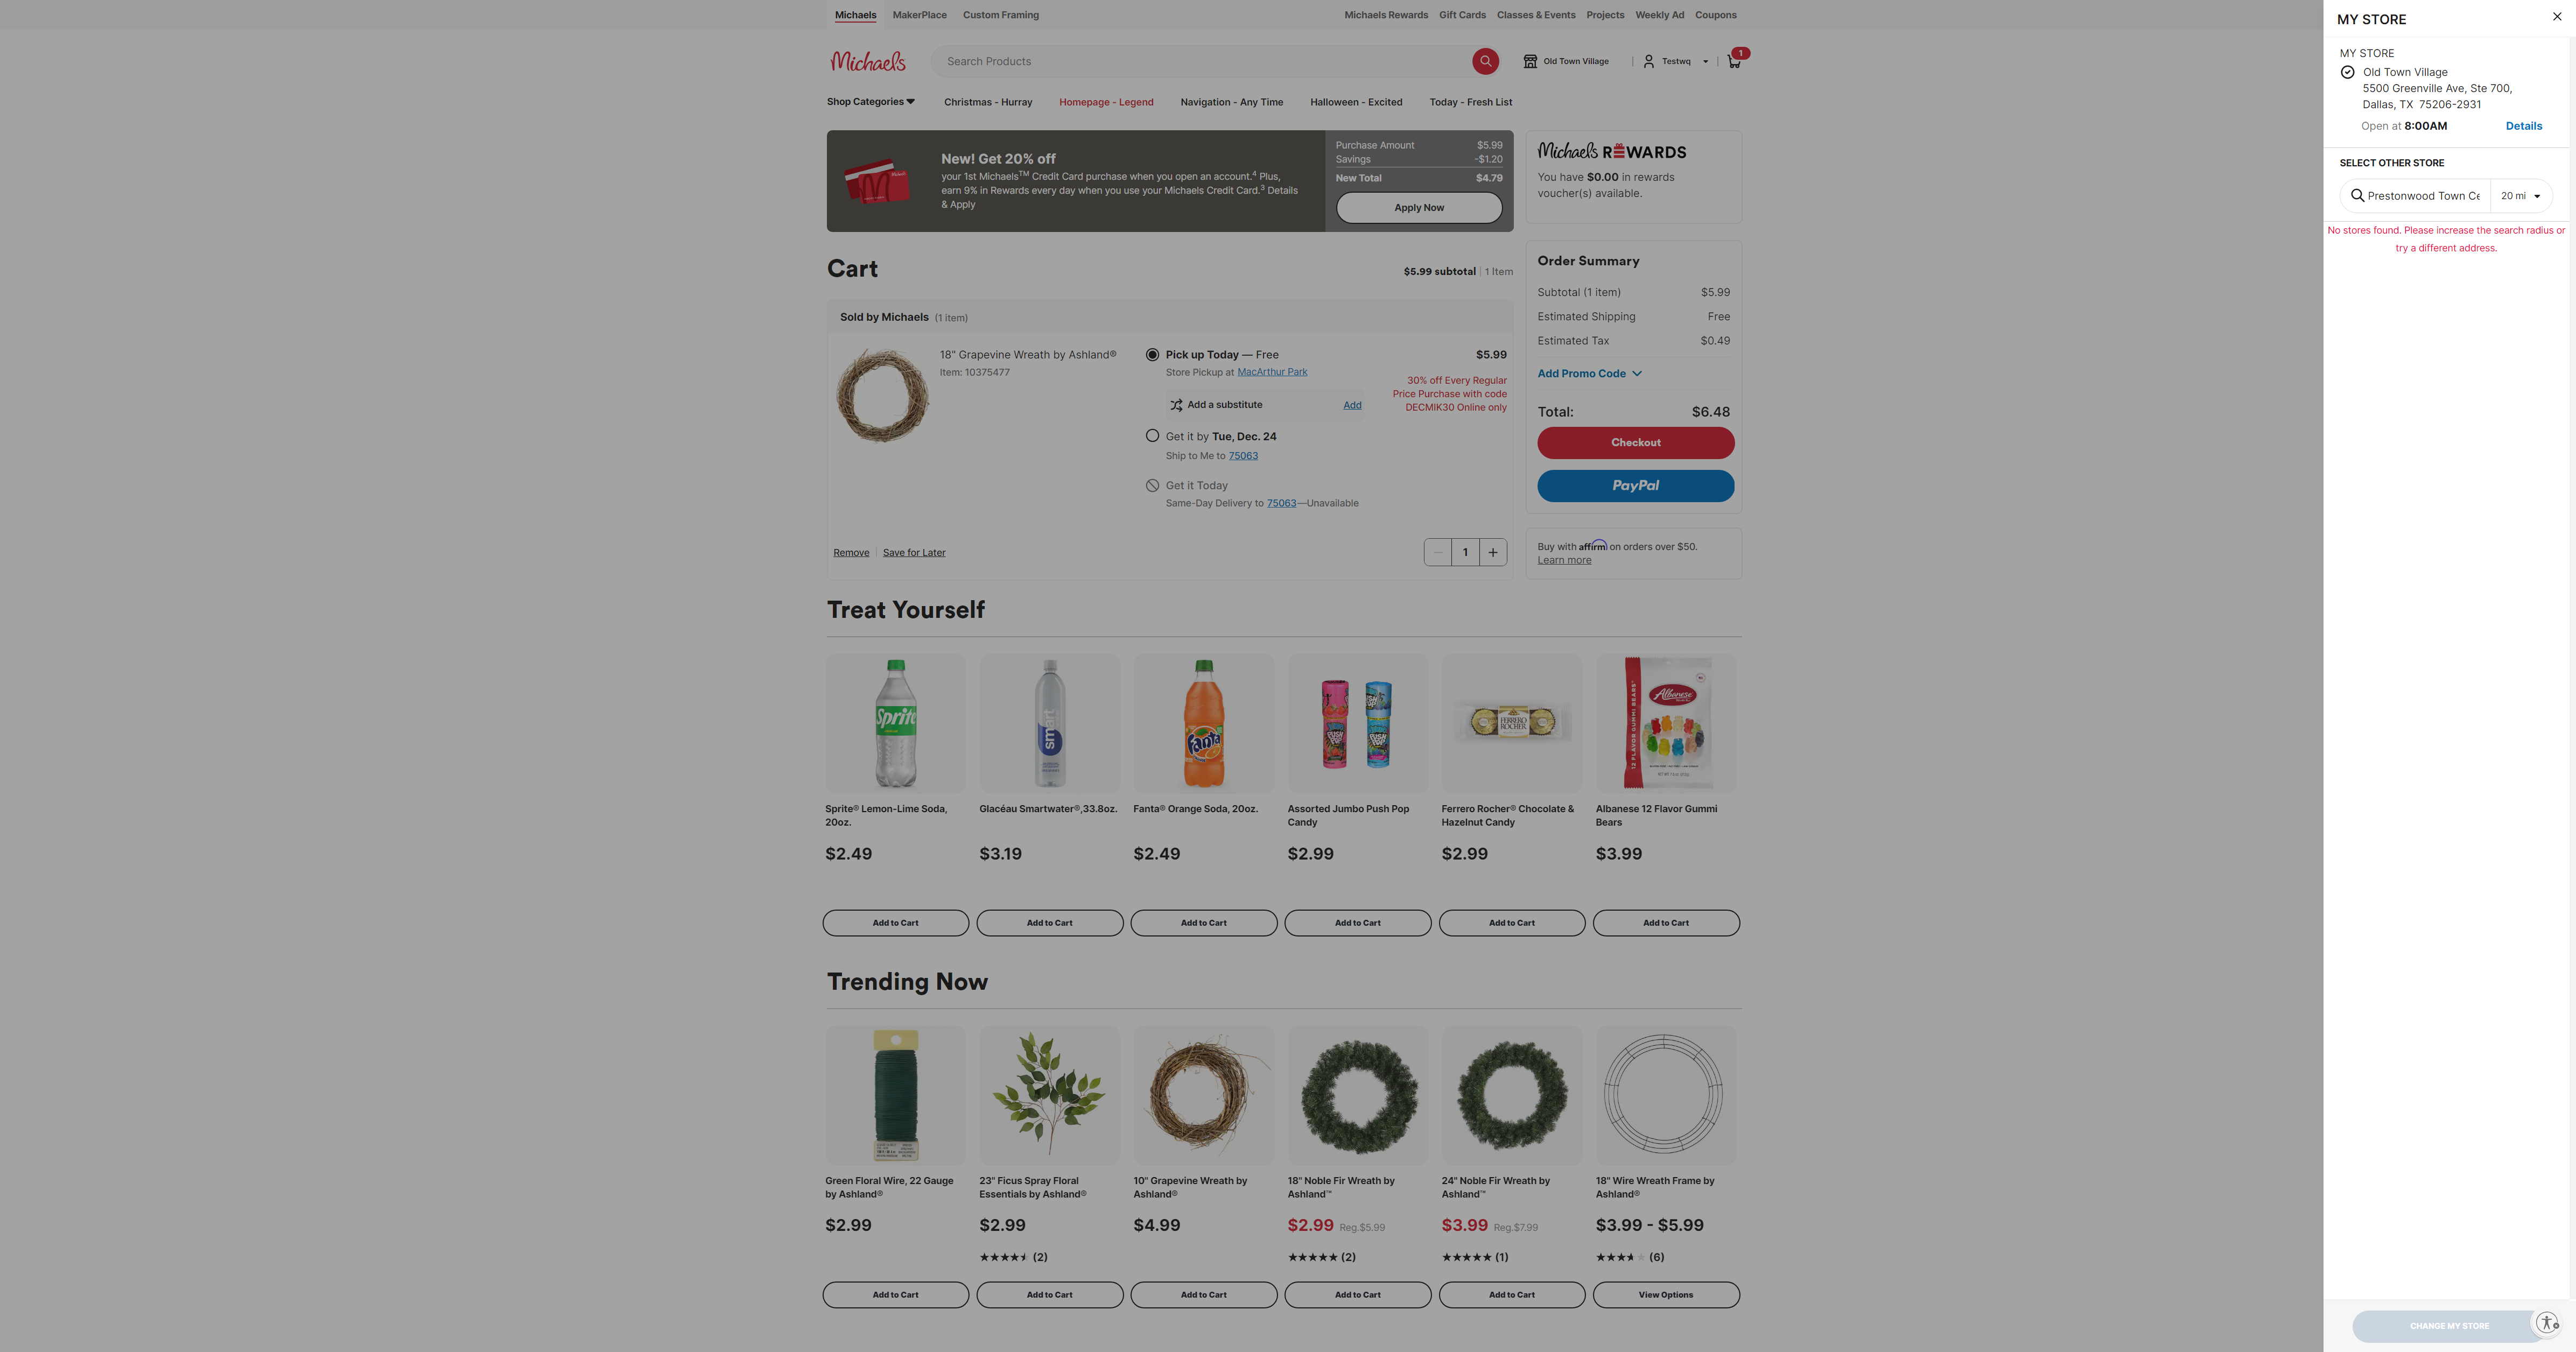 Michaels
MakerPlace
Custom Framing
Michaels Rewards
Gift Cards
Classes & Events
Projects
Weekly Ad
Coupons
Michaels
Search Products
Old Town Village
Testwq
1
Shop Categories
Christmas - Hurray
Homepage - Legend
Navigation - Any Time
Halloween - Excited
Today - Fresh List
New! Get 20% off
your 1st Michaels™ Credit Card purchase when you open an account.⁴ Plus,
earn 9% in Rewards every day when you use your Michaels Credit Card.³ Details
& Apply
Purchase Amount $5.99
Savings -$1.20
New Total $4.79
Apply Now
Michaels REWARDS
You have $0.00 in rewards
voucher(s) available.
Cart
$5.99 subtotal | 1 Item
Sold by Michaels (1 item)
18" Grapevine Wreath by Ashland®
Item: 10375477
Pick up Today — Free
Store Pickup at MacArthur Park
Add a substitute Add
Get it by Tue, Dec. 24
Ship to Me to 75063
Get it Today
Same-Day Delivery to 75063—Unavailable
$5.99
30% off Every Regular
Price Purchase with code
DECMIK30 Online only
Remove | Save for Later
1
Order Summary
Subtotal (1 item) $5.99
Estimated Shipping Free
Estimated Tax $0.49
Add Promo Code
Total: $6.48
Checkout
PayPal
Buy with affirm on orders over $50.
Learn more
Treat Yourself
Sprite
smart
Fanta
PUSH POP
PUSH POP
FERRERO ROCHER
Albanese
12 FLAVOR GUMMI BEARS
Sprite® Lemon-Lime Soda,
20oz.
$2.49
Add to Cart
Glacéau Smartwater®,33.8oz.
$3.19
Add to Cart
Fanta® Orange Soda, 20oz.
$2.49
Add to Cart
Assorted Jumbo Push Pop
Candy
$2.99
Add to Cart
Ferrero Rocher® Chocolate &
Hazelnut Candy
$2.99
Add to Cart
Albanese 12 Flavor Gummi
Bears
$3.99
Add to Cart
Trending Now
Green Floral Wire, 22 Gauge
by Ashland®
$2.99
Add to Cart
23" Ficus Spray Floral
Essentials by Ashland®
$2.99
(2)
Add to Cart
10" Grapevine Wreath by
Ashland®
$4.99
Add to Cart
18" Noble Fir Wreath by
Ashland™
$2.99 Reg.$5.99
(2)
Add to Cart
24" Noble Fir Wreath by
Ashland™
$3.99 Reg.$7.99
(1)
Add to Cart
18" Wire Wreath Frame by
Ashland®
$3.99 - $5.99
(6)
View Options
MY STORE
MY STORE
Old Town Village
5500 Greenville Ave, Ste 700,
Dallas, TX 75206-2931
Open at 8:00AM
Details
SELECT OTHER STORE
Prestonwood Town Ce
20 mi
No stores found. Please increase the search radius or
try a different address.
CHANGE MY STORE